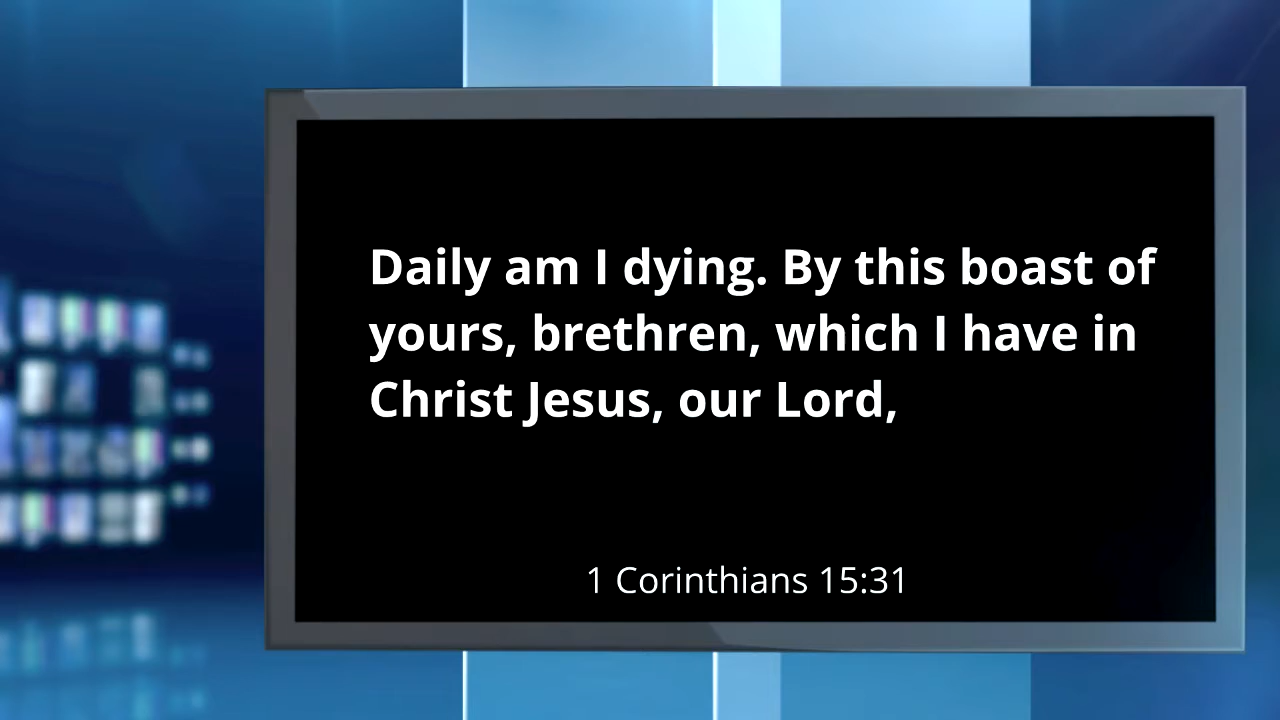 Daily am I dying. By this boast of
yours, brethren, which I have in
Christ Jesus, our Lord,
1 Corinthians 15:31